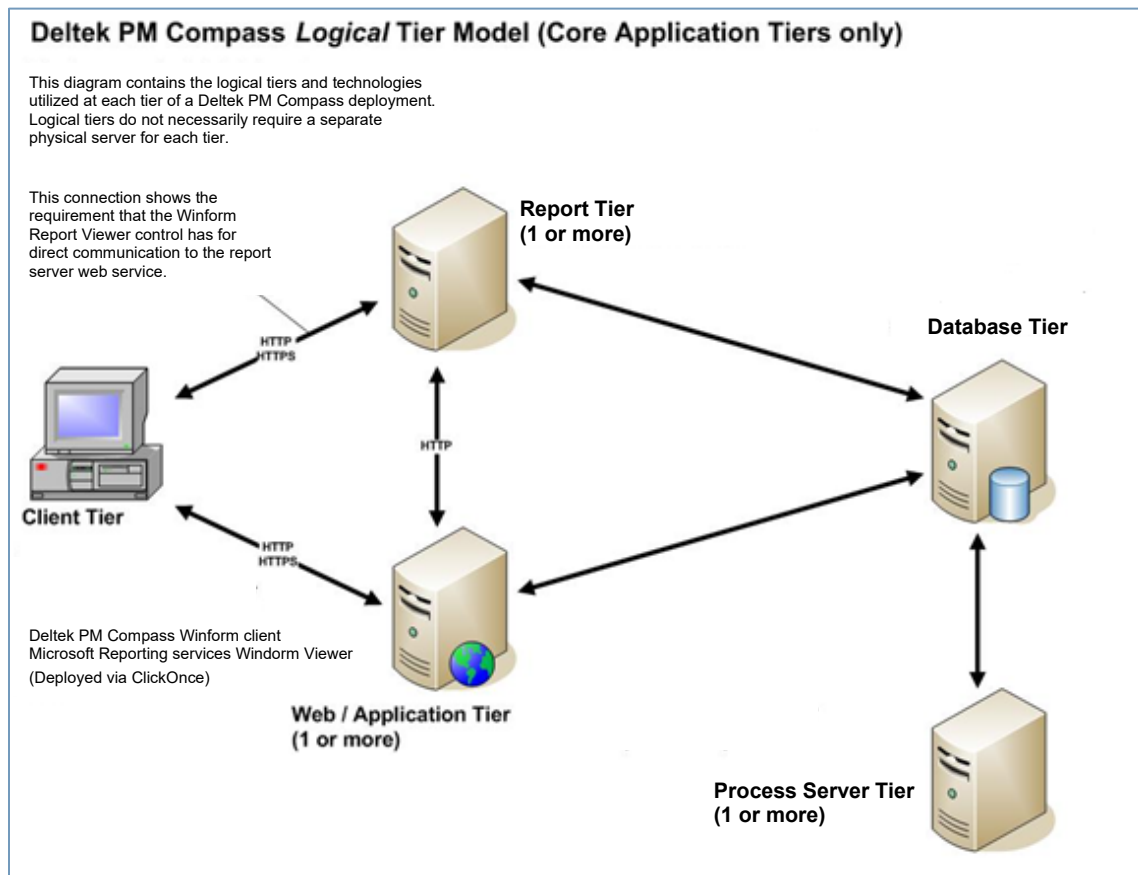 Deltek PM Compass Logical Tier Model (Core Application Tiers only)
This diagram contains the logical tiers and technologies
utilized at each tier of a Deltek PM Compass deployment.
Logical tiers do not necessarily require a separate
physical server for each tier.
This connection shows the
requirement that the Winform
Report Viewer control has for
direct communication to the report
server web service.
Report Tier
(1 or more)
Database Tier
HTTP
HTTPS
HTTP
Client Tier
HTTP
HTTPS
Deltek PM Compass Winform client
Microsoft Reporting services Windorm Viewer
(Deployed via ClickOnce)
Web / Application Tier
(1 or more)
Process Server Tier
(1 or more)